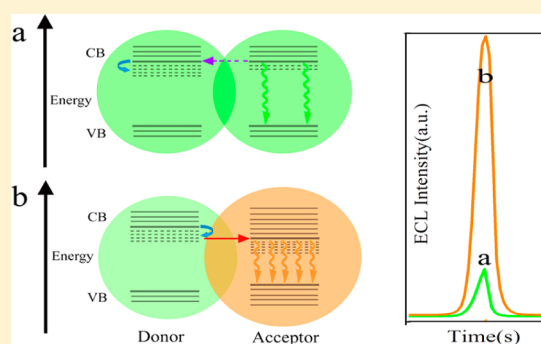 a
CB
Energy
VB
b
CB
Energy
VB
Donor
Acceptor
ECL Intensity(a.u.)
b
a
Time(s)